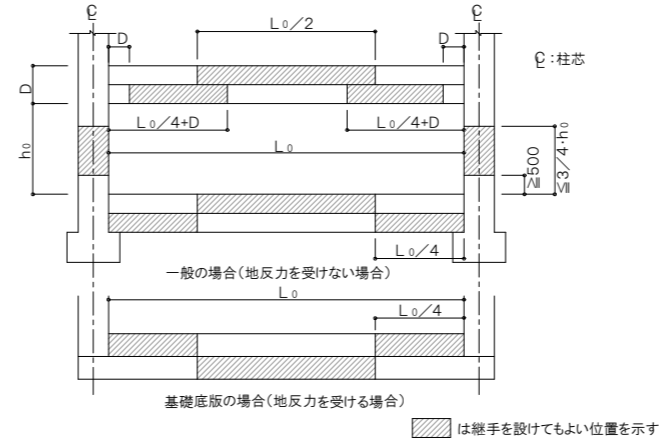 ℄ ℄
D L0/2 D
℄:柱芯
D
L0/4+D L0/4+D
h0
L0
≧500
≦3/4·h0
L0/4
一般の場合(地反力を受けない場合)
L0
L0/4
基礎底版の場合(地反力を受ける場合)
は継手を設けてもよい位置を示す